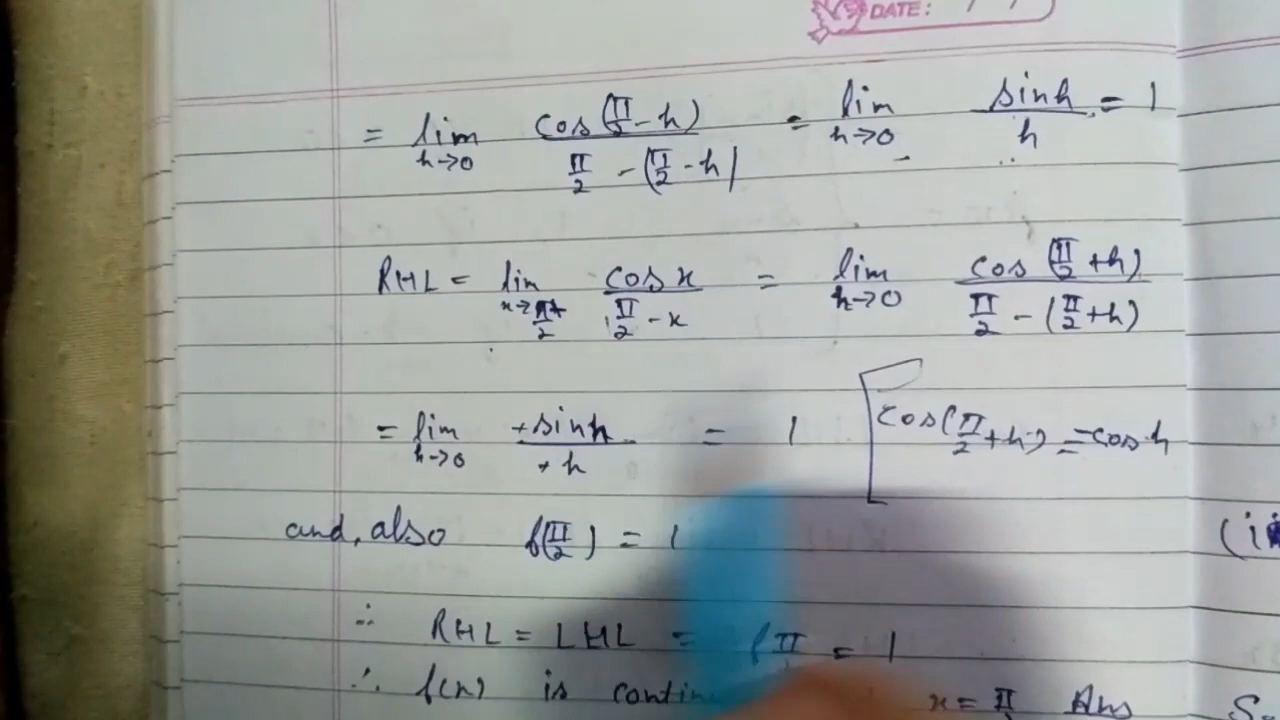 DATE:
= lim h→0 cos(π/2 - h) / π/2 - (π/2 - h) = lim h→0 sinh / h = 1
RHL = lim x→π/2+ cos x / π/2 - x = lim h→0 cos (π/2 + h) / π/2 - (π/2 + h)
= lim h→0 + sinh / + h = 1 [cos(π/2 + h) = -cos h
and, also f(π/2) = 1
∴ RHL = LHL = f π = 1
∴ f(x) is x = π Ans